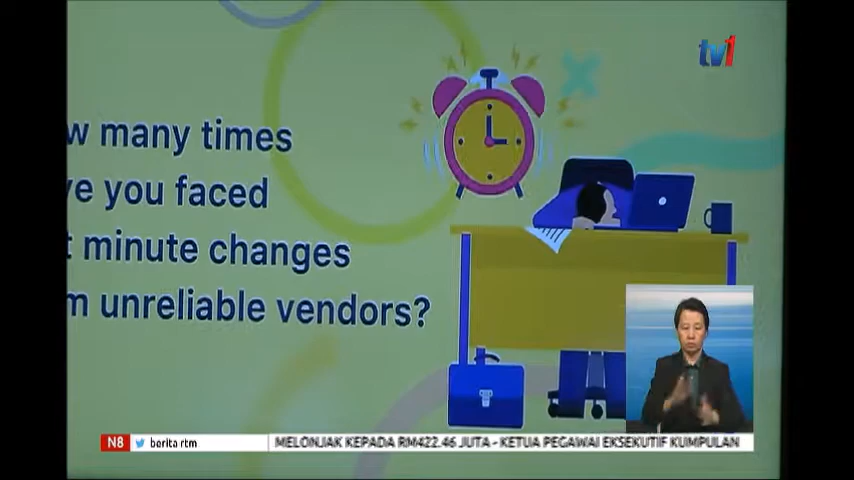 tv1
w many times
ve you faced
t minute changes
m unreliable vendors?
N8 berita rtm MELONJAK KEPADA RM422.46 JUTA - KETUA PEGAWAI EKSEKUTIF KUMPULAN